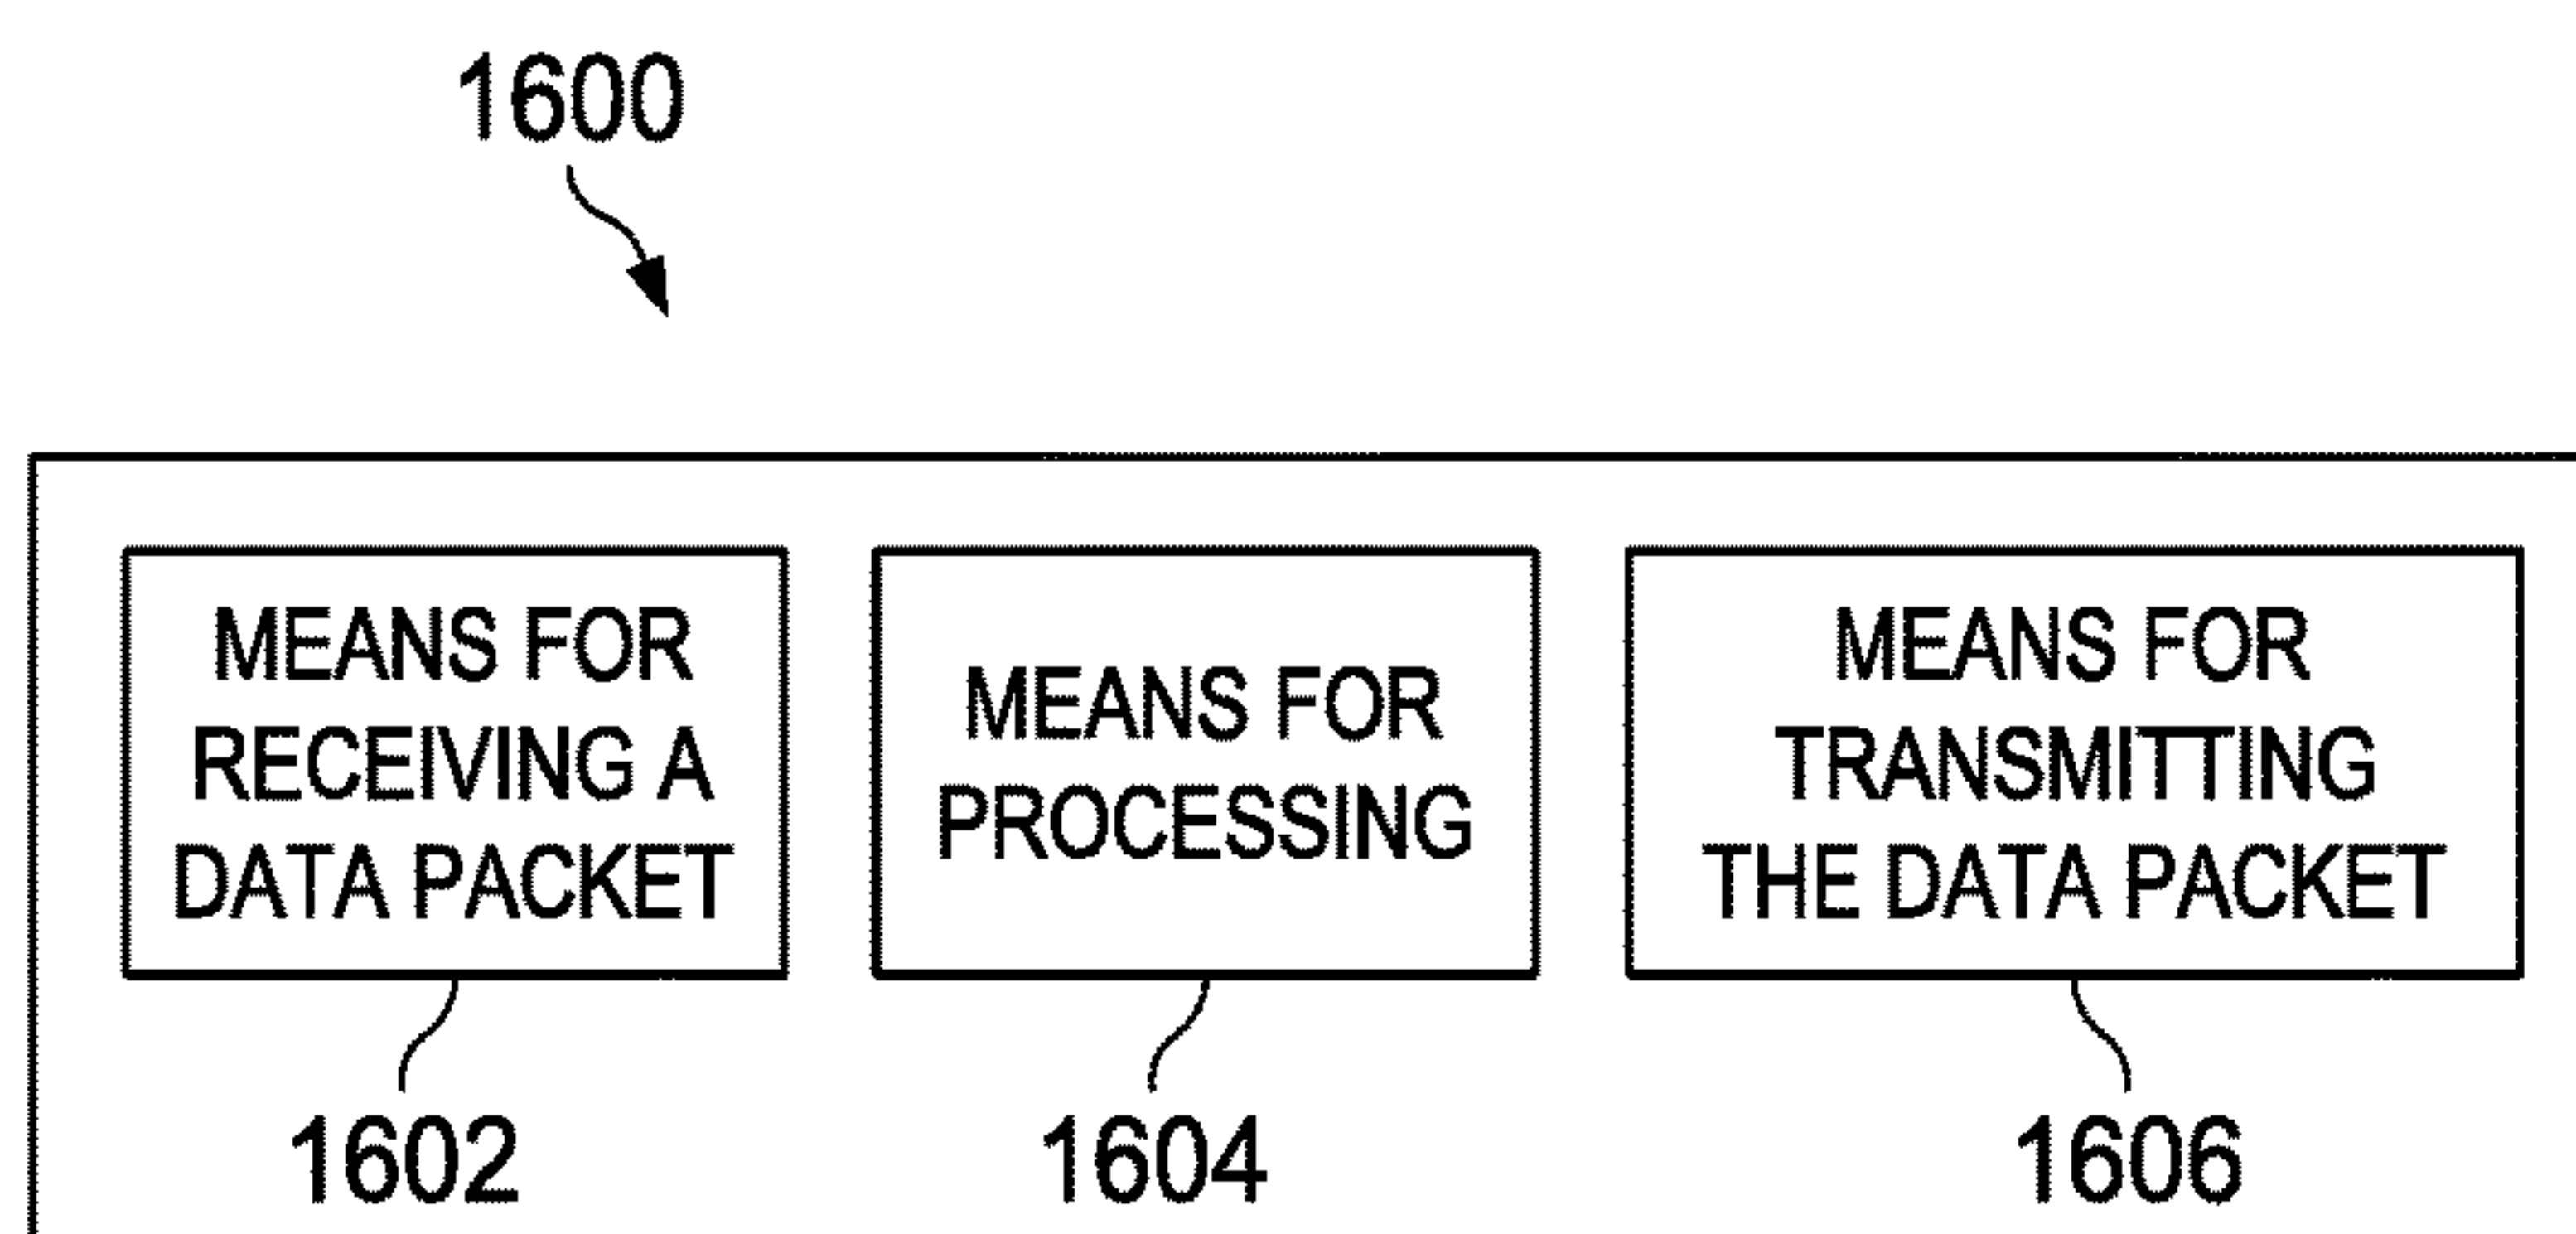 1600
MEANS FOR
RECEIVING A
DATA PACKET
MEANS FOR
PROCESSING
MEANS FOR
TRANSMITTING
THE DATA PACKET
1602
1604
1606